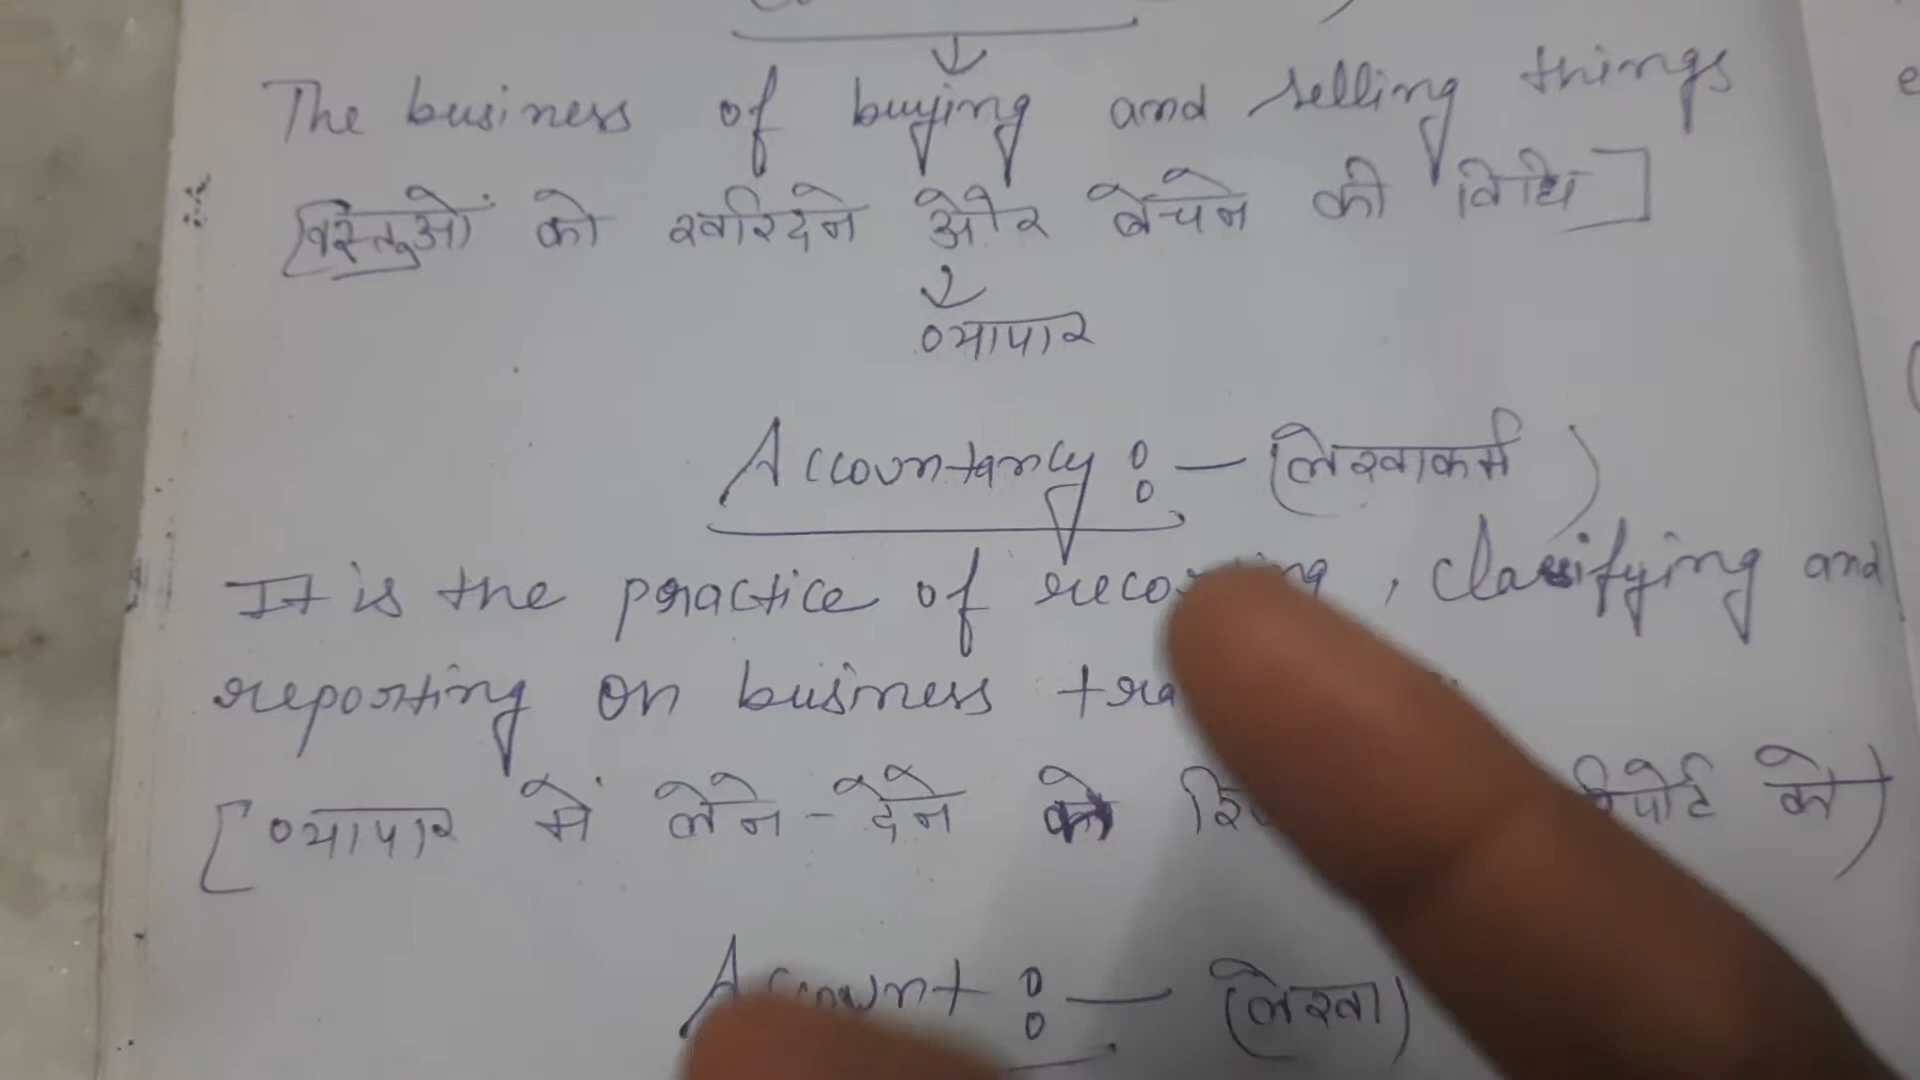 The business of buying and selling things
[वस्तुओं को खरिदने और बेचने की विधि]
व्यापार
Accountancy :- (लेखाकर्म)
It is the practice of , classifying and
reporting on business
[व्यापार में लेने-देने को रिपोर्ट को)
Account :- (लेखा)